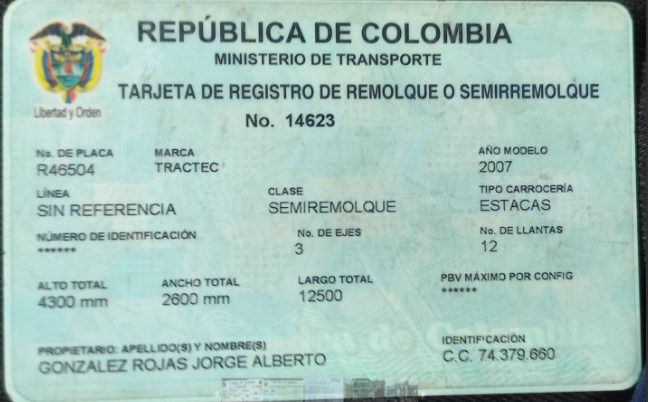 REPÚBLICA DE COLOMBIA
MINISTERIO DE TRANSPORTE
Libertad y Orden
TARJETA DE REGISTRO DE REMOLQUE O SEMIRREMOLQUE
No. 14623
No. DE PLACA MARCA AÑO MODELO
R46504 TRACTEC 2007
LÍNEA CLASE TIPO CARROCERÍA
SIN REFERENCIA SEMIREMOLQUE ESTACAS
NÚMERO DE IDENTIFICACIÓN No. DE EJES No. DE LLANTAS
****** 3 12
ALTO TOTAL ANCHO TOTAL LARGO TOTAL PBV MÁXIMO POR CONFIG
4300 mm 2600 mm 12500 ******
PROPIETARIO: APELLIDO(S) Y NOMBRE(S) IDENTIFICACIÓN
GONZALEZ ROJAS JORGE ALBERTO C.C. 74.379.660